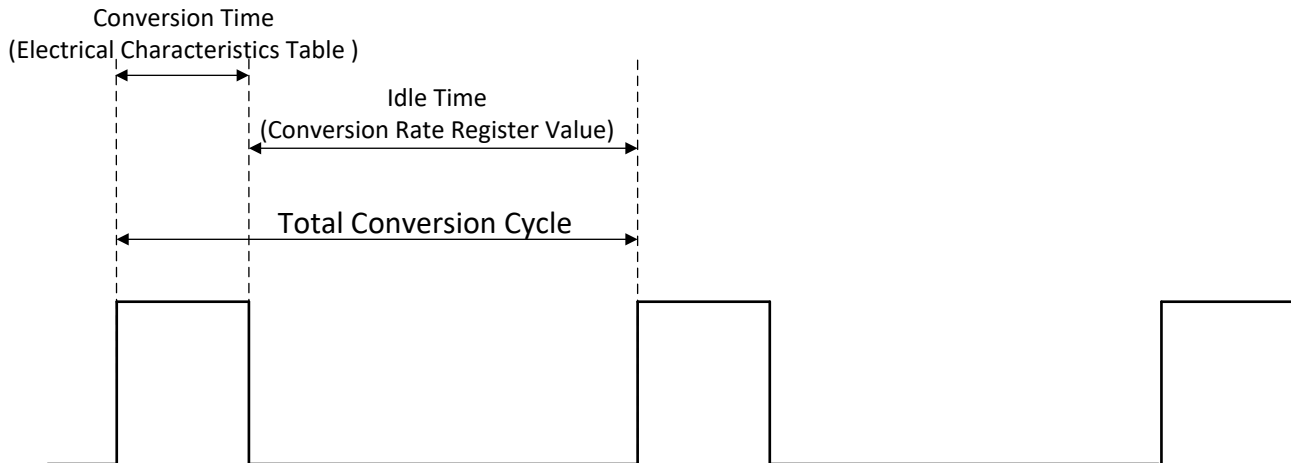 Conversion Time
(Electrical Characteristics Table )
Idle Time
(Conversion Rate Register Value)
Total Conversion Cycle